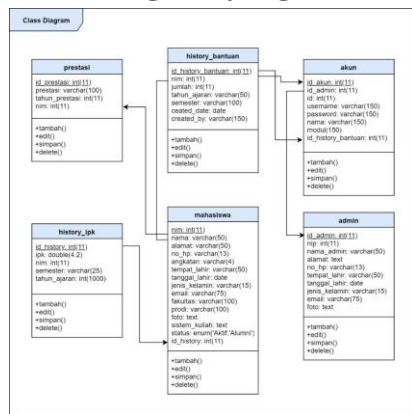 Class Diagram
prestasi
id_prestasi: int(11)
prestasi: varchar(100)
tahun_prestasi: int(11)
nim: int(11)
+tambah()
+edit()
+simpan()
+delete()
history_bantuan
id_history_bantuan: int(11)
nim: int(11)
jumlah: int(11)
tahun_ajaran: varchar(50)
semester: varchar(100)
ceated_date: date
created_by: varchar(150)
+tambah()
+edit()
+simpan()
+delete()
akun
id_akun: int(11)
id_admin: int(11)
id: int(11)
username: varchar(150)
password: varchar(150)
nama: varchar(150)
modul(150)
id_history_bantuan: int(11)
+tambah()
+edit()
+simpan()
+delete()
history_ipk
id_history: int(11)
ipk: double(4.2)
nim: int(11)
semester: varchar(25)
tahun_ajaran: int(1000)
+tambah()
+edit()
+simpan()
+delete()
mahasiswa
nim: int(11)
nama: varchar(50)
alamat: varchar(50)
no_hp: varchar(13)
angkatan: varchar(4)
tempat_lahir: varchar(50)
tanggal_lahir: date
jenis_kelamin: varchar(15)
email: varchar(75)
fakultas: varchar(100)
prodi: varchar(100)
foto: text
sistem_kuliah: text
status: enum('Aktif','Alumni')
id_history: int(11)
+tambah()
+edit()
+simpan()
+delete()
admin
id_admin: int(11)
nip: int(11)
nama_admin: varchar(50)
alamat: text
no_hp: varchar(13)
tempat_lahir: varchar(50)
tanggal_lahir: date
jenis_kelamin: varchar(15)
email: varchar(75)
foto: text
+tambah()
+edit()
+simpan()
+delete()